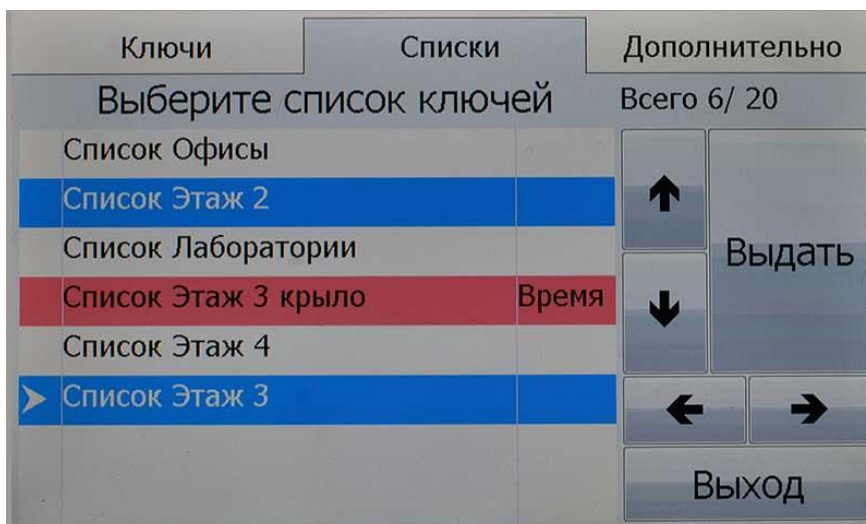 Ключи Списки Дополнительно
Выберите список ключей Всего 6/ 20
Список Офисы
Список Этаж 2
Список Лаборатории
Список Этаж 3 крыло Время
Список Этаж 4
Список Этаж 3
Выдать
Выход